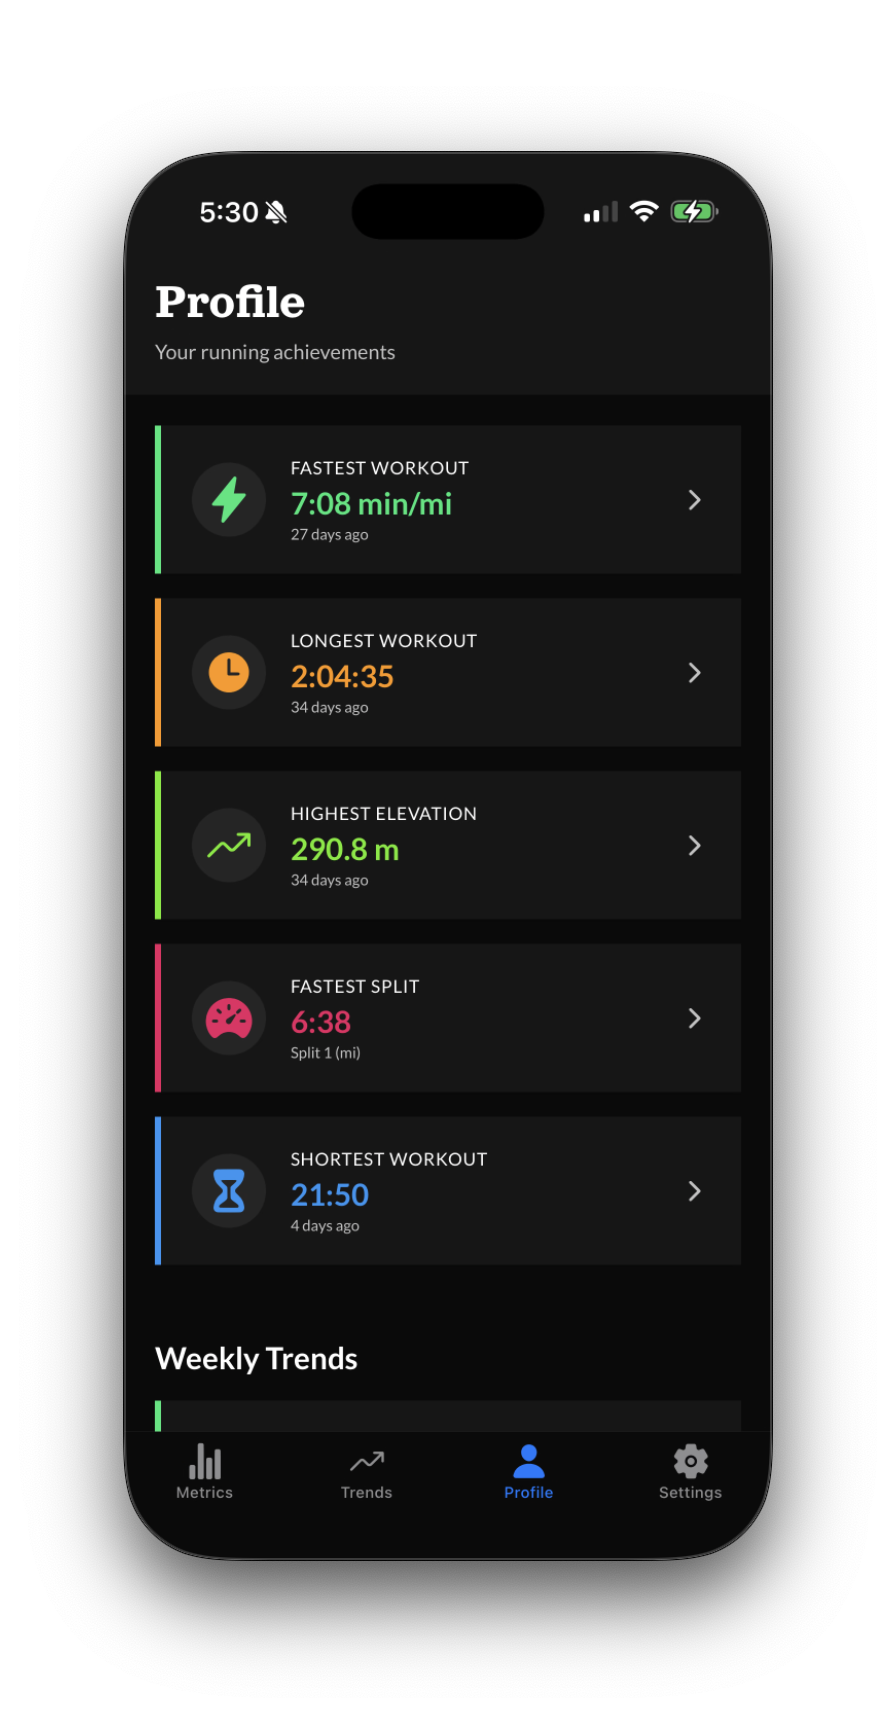 5:30
Profile
Your running achievements
FASTEST WORKOUT
7:08 min/mi
27 days ago
LONGEST WORKOUT
2:04:35
34 days ago
HIGHEST ELEVATION
290.8 m
34 days ago
FASTEST SPLIT
6:38
Split 1 (mi)
SHORTEST WORKOUT
21:50
4 days ago
Weekly Trends
Metrics
Trends
Profile
Settings